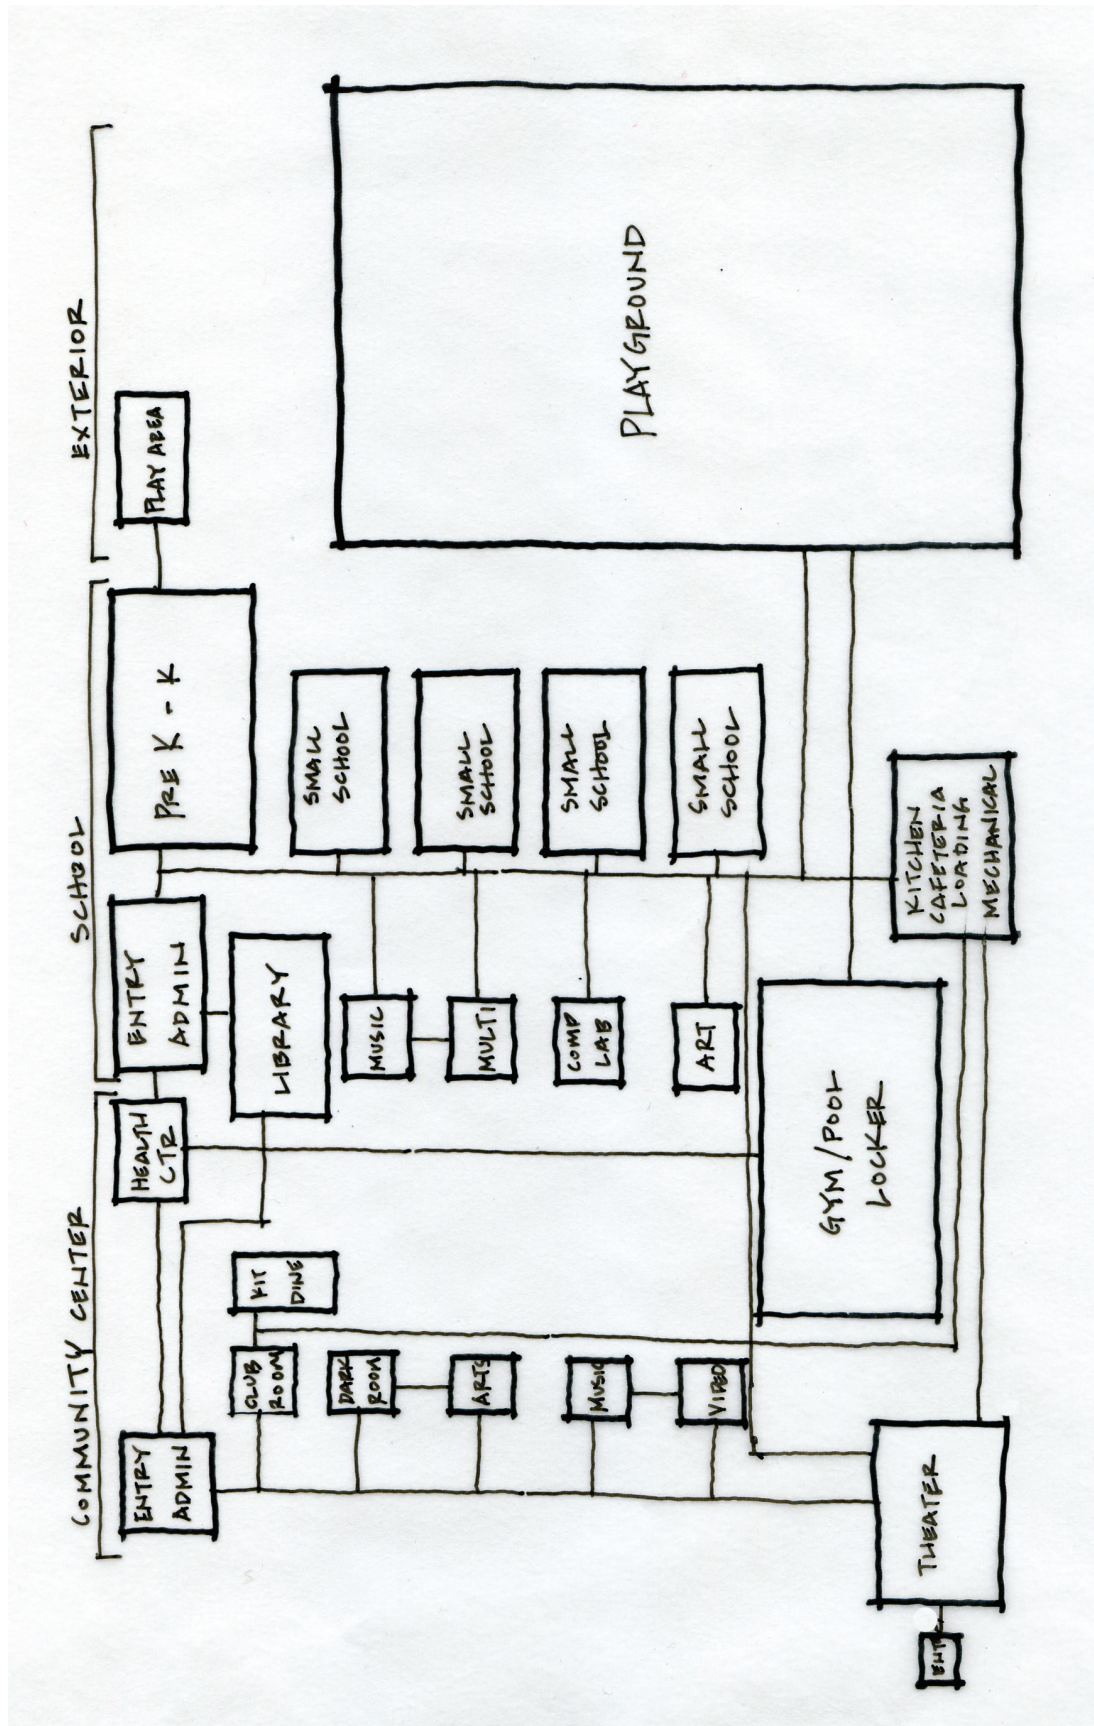 COMMUNITY CENTER
SCHOOL
EXTERIOR
ENTRY
ADMIN
HEALTH
CTR
ENTRY
ADMIN
PRE K - K
PLAY AREA
CLUB
ROOM
KIT
DINE
LIBRARY
SMALL
SCHOOL
DARK
ROOM
MUSIC
ARTS
MULTI
SMALL
SCHOOL
MUSIC
COMP
LAB
SMALL
SCHOOL
VIDEO
ART
SMALL
SCHOOL
PLAYGROUND
GYM/POOL
LOCKER
THEATER
ENT
KITCHEN
CAFETERIA
LOADING
MECHANICAL